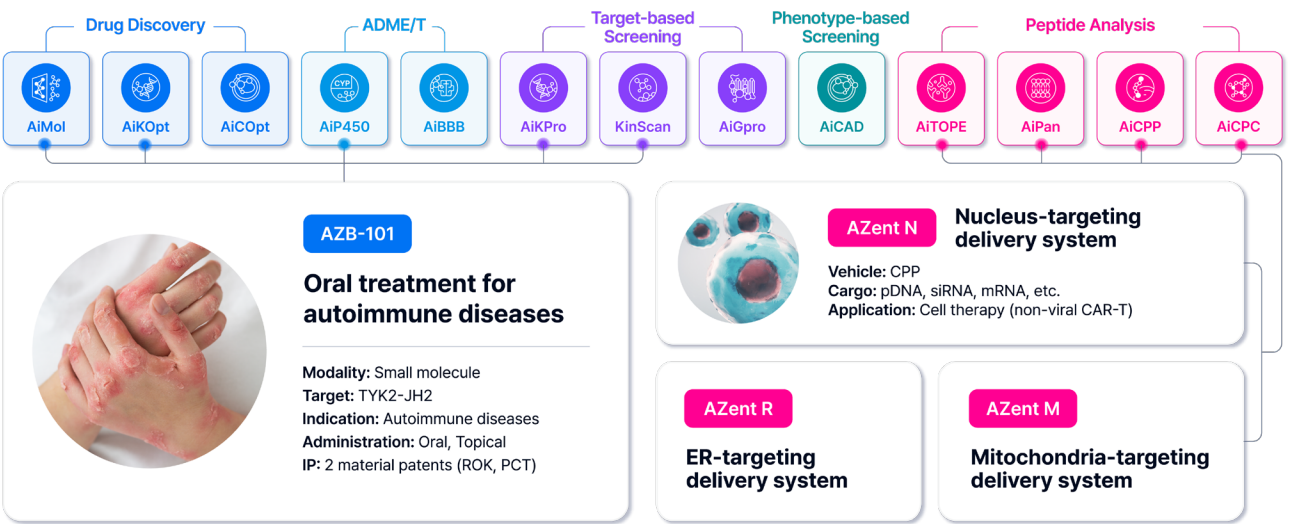 Drug Discovery
ADME/T
Target-based
Screening
Phenotype-based
Screening
Peptide Analysis
AiMol
AiKOpt
AiCOpt
CYP
AiP450
AiBBB
AiKPro
KinScan
AiGpro
AiCAD
AiTOPE
AiPan
AiCPP
AiCPC
AZB-101
Oral treatment for
autoimmune diseases
Modality: Small molecule
Target: TYK2-JH2
Indication: Autoimmune diseases
Administration: Oral, Topical
IP: 2 material patents (ROK, PCT)
AZent N
Nucleus-targeting
delivery system
Vehicle: CPP
Cargo: pDNA, siRNA, mRNA, etc.
Application: Cell therapy (non-viral CAR-T)
AZent R
ER-targeting
delivery system
AZent M
Mitochondria-targeting
delivery system